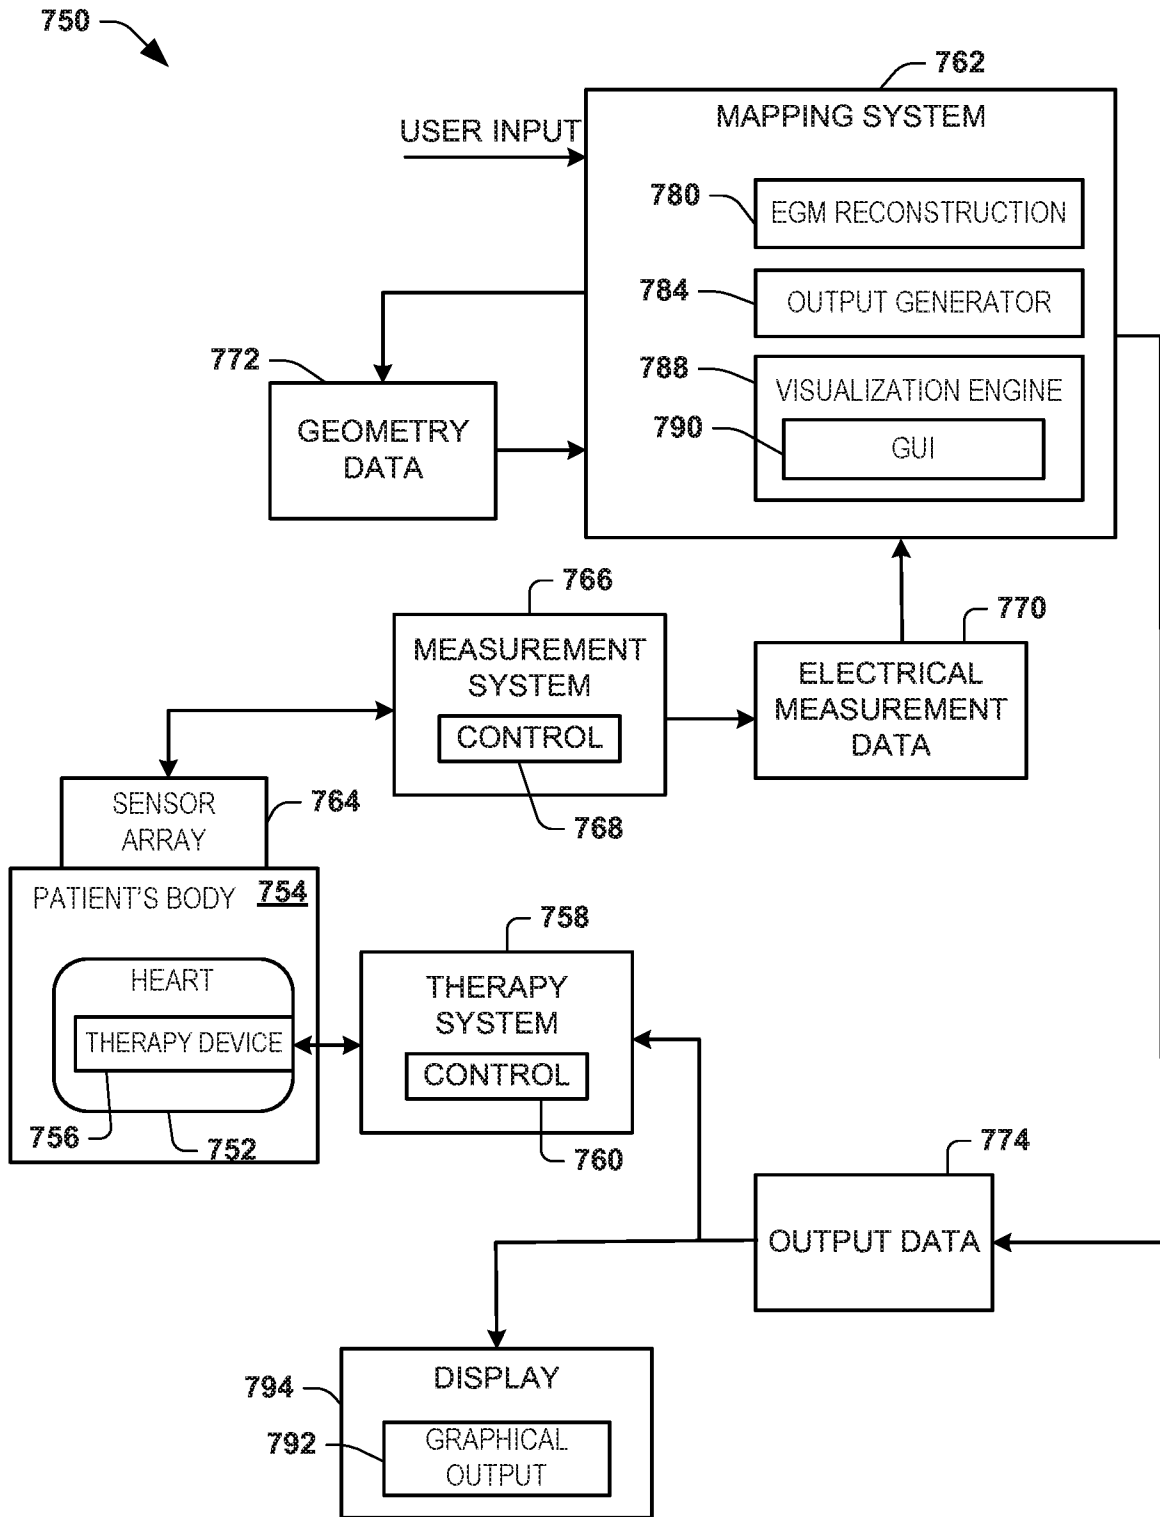 750
762
MAPPING SYSTEM
USER INPUT
780
EGM RECONSTRUCTION
784
OUTPUT GENERATOR
772
788
VISUALIZATION ENGINE
790
GUI
GEOMETRY
DATA
766
770
MEASUREMENT
SYSTEM
CONTROL
768
ELECTRICAL
MEASUREMENT
DATA
SENSOR
ARRAY
764
PATIENT'S BODY
754
HEART
THERAPY DEVICE
756
752
758
THERAPY
SYSTEM
CONTROL
760
774
OUTPUT DATA
794
DISPLAY
792
GRAPHICAL
OUTPUT